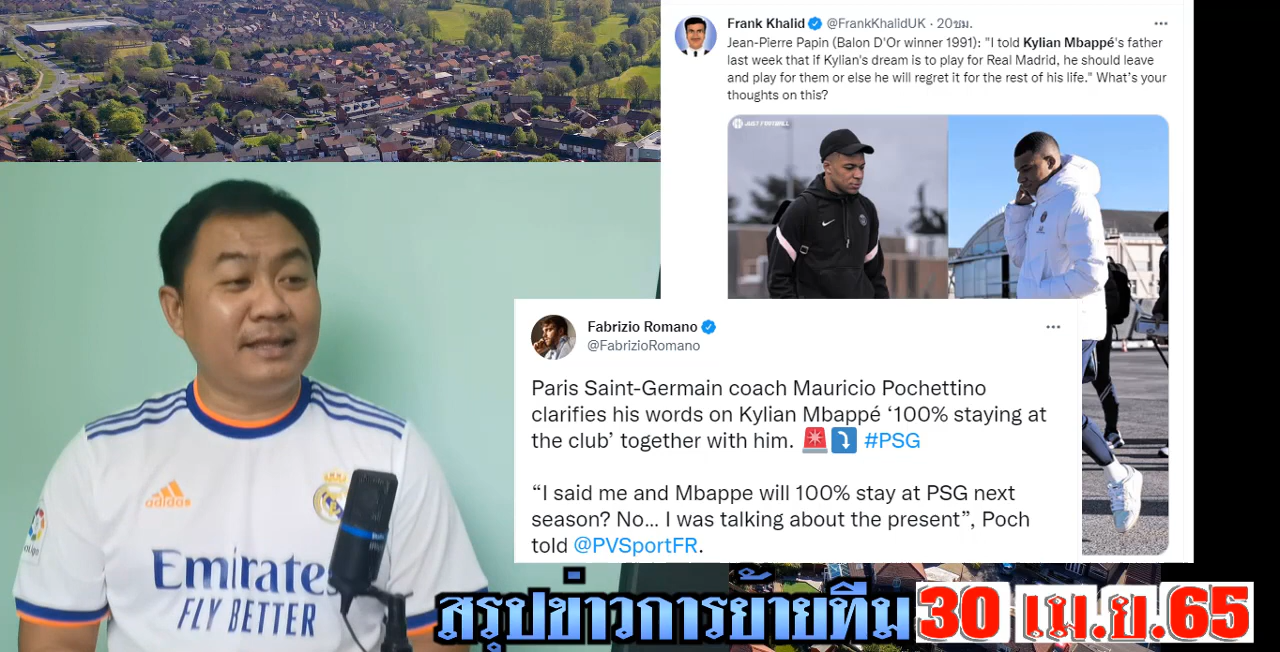 Frank Khalid @FrankKhalidUK · 20ชม.
Jean-Pierre Papin (Balon D'Or winner 1991): "I told Kylian Mbappé's father
last week that if Kylian's dream is to play for Real Madrid, he should leave
and play for them or else he will regret it for the rest of his life." What's your
thoughts on this?
JUST FOOTBALL
Fabrizio Romano
@FabrizioRomano
Paris Saint-Germain coach Mauricio Pochettino
clarifies his words on Kylian Mbappé ‘100% staying at
the club’ together with him. 🚨⤵️ #PSG
“I said me and Mbappe will 100% stay at PSG next
season? No... I was talking about the present”, Poch
told @PVSportFR.
adidas
Emirates
FLY BETTER
สรุปข่าวการย้ายทีม 30 เม.ย.65